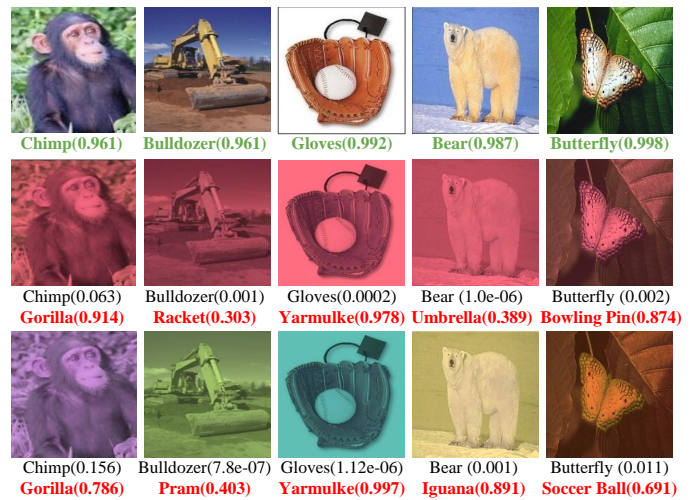 Chimp(0.961) Bulldozer(0.961) Gloves(0.992) Bear(0.987) Butterfly(0.998)
Chimp(0.063) Bulldozer(0.001) Gloves(0.0002) Bear (1.0e-06) Butterfly (0.002)
Gorilla(0.914) Racket(0.303) Yarmulke(0.978) Umbrella(0.389) Bowling Pin(0.874)
Chimp(0.156) Bulldozer(7.8e-07) Gloves(1.12e-06) Bear (0.001) Butterfly (0.011)
Gorilla(0.786) Pram(0.403) Yarmulke(0.997) Iguana(0.891) Soccer Ball(0.691)